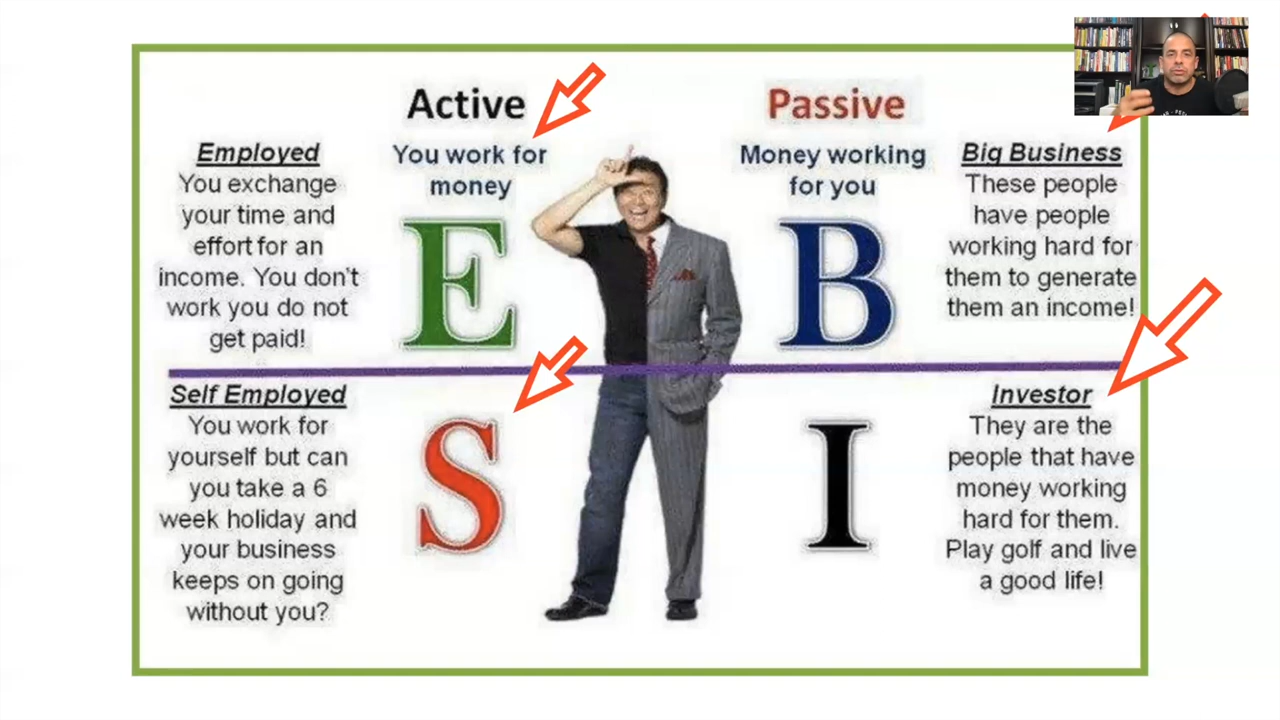 Active
Passive
Employed
You exchange
your time and
effort for an
income. You don't
work you do not
get paid!
You work for
money
E
Money working
for you
B
Big Business
These people
have people
working hard for
them to generate
them an income!
Self Employed
You work for
yourself but can
you take a 6
week holiday and
your business
keeps on going
without you?
S
I
Investor
They are the
people that have
money working
hard for them.
Play golf and live
a good life!